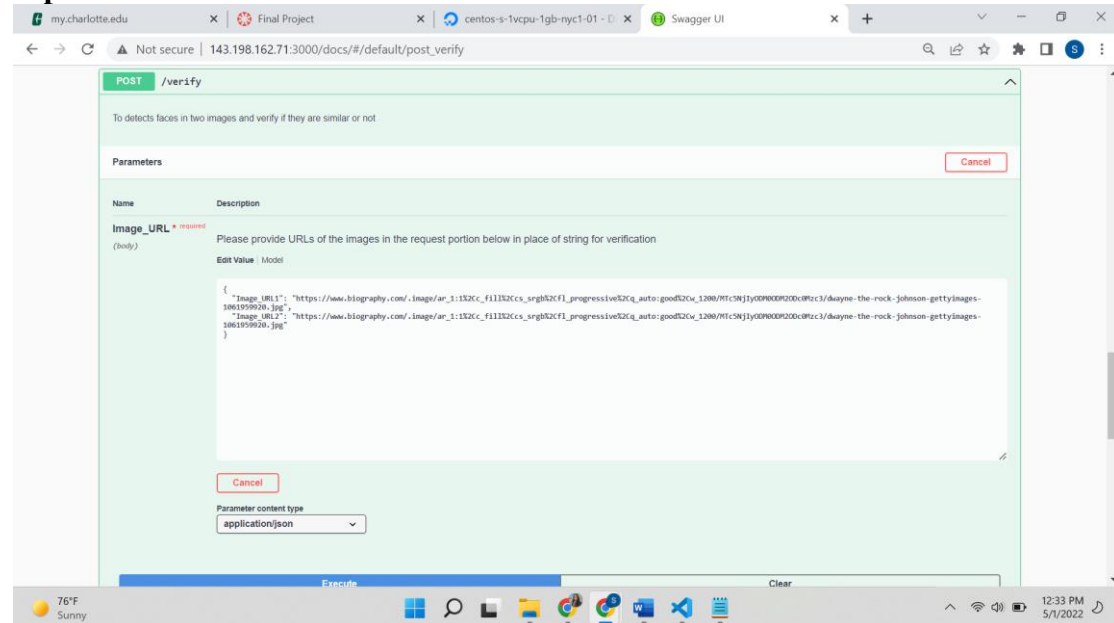 my.charlotte.edu
Final Project
centos-s-1vcpu-1gb-nyc1-01 - D
Swagger UI
Not secure | 143.198.162.71:3000/docs/#/default/post_verify
S
POST /verify
To detects faces in two images and verify if they are similar or not
Parameters
Cancel
Name Description
Image_URL * required
(body)
Please provide URLs of the images in the request portion below in place of string for verification
Edit Value | Model
{
"Image_URL1": "https://www.biography.com/.image/ar_1:1%2Cc_fill%2Ccs_srgb%2Cfl_progressive%2Cq_auto:good%2Cw_1200/MTc5NjIyODM0ODM2ODc0Mzc3/dwayne-the-rock-johnson-gettyimages-
1061959920.jpg",
"Image_URL2": "https://www.biography.com/.image/ar_1:1%2Cc_fill%2Ccs_srgb%2Cfl_progressive%2Cq_auto:good%2Cw_1200/MTc5NjIyODM0ODM2ODc0Mzc3/dwayne-the-rock-johnson-gettyimages-
1061959920.jpg"
}
Cancel
Parameter content type
application/json
Execute Clear
76°F
Sunny
12:33 PM
5/1/2022